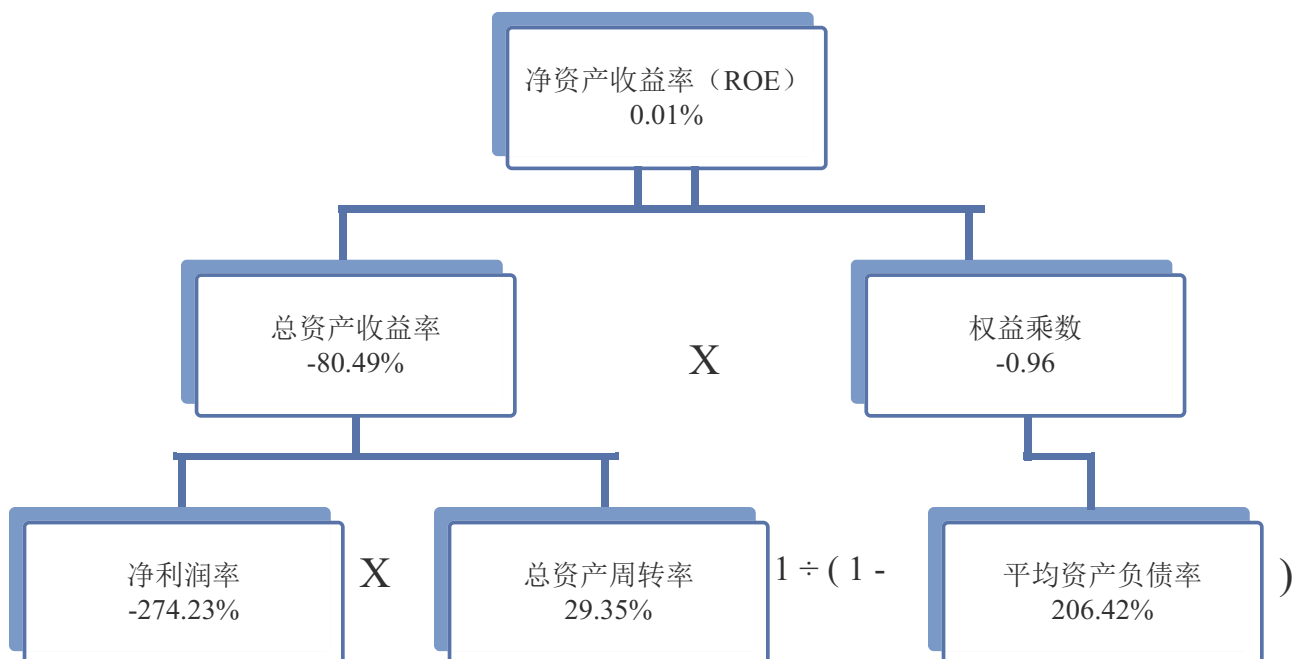 净资产收益率（ROE）
0.01%
总资产收益率
-80.49%
X
权益乘数
-0.96
净利润率
-274.23%
X
总资产周转率
29.35%
1 ÷ ( 1 -
平均资产负债率
206.42%
)